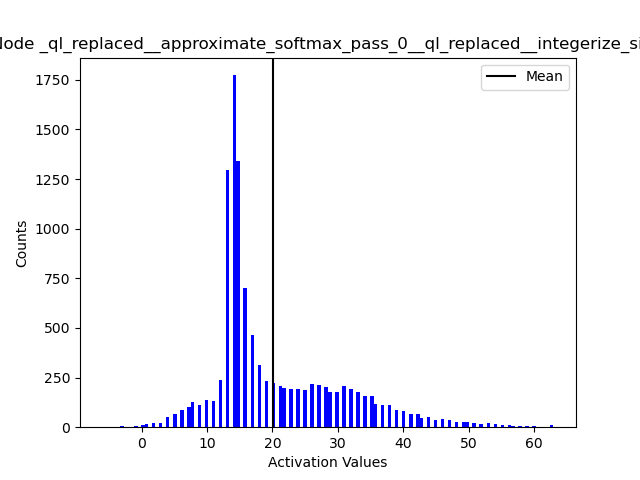 Node _ql_replaced__approximate_softmax_pass_0__ql_replaced__integerize_si
Mean
1750
1500
1250
1000
750
500
250
0
Counts
0 10 20 30 40 50 60
Activation Values